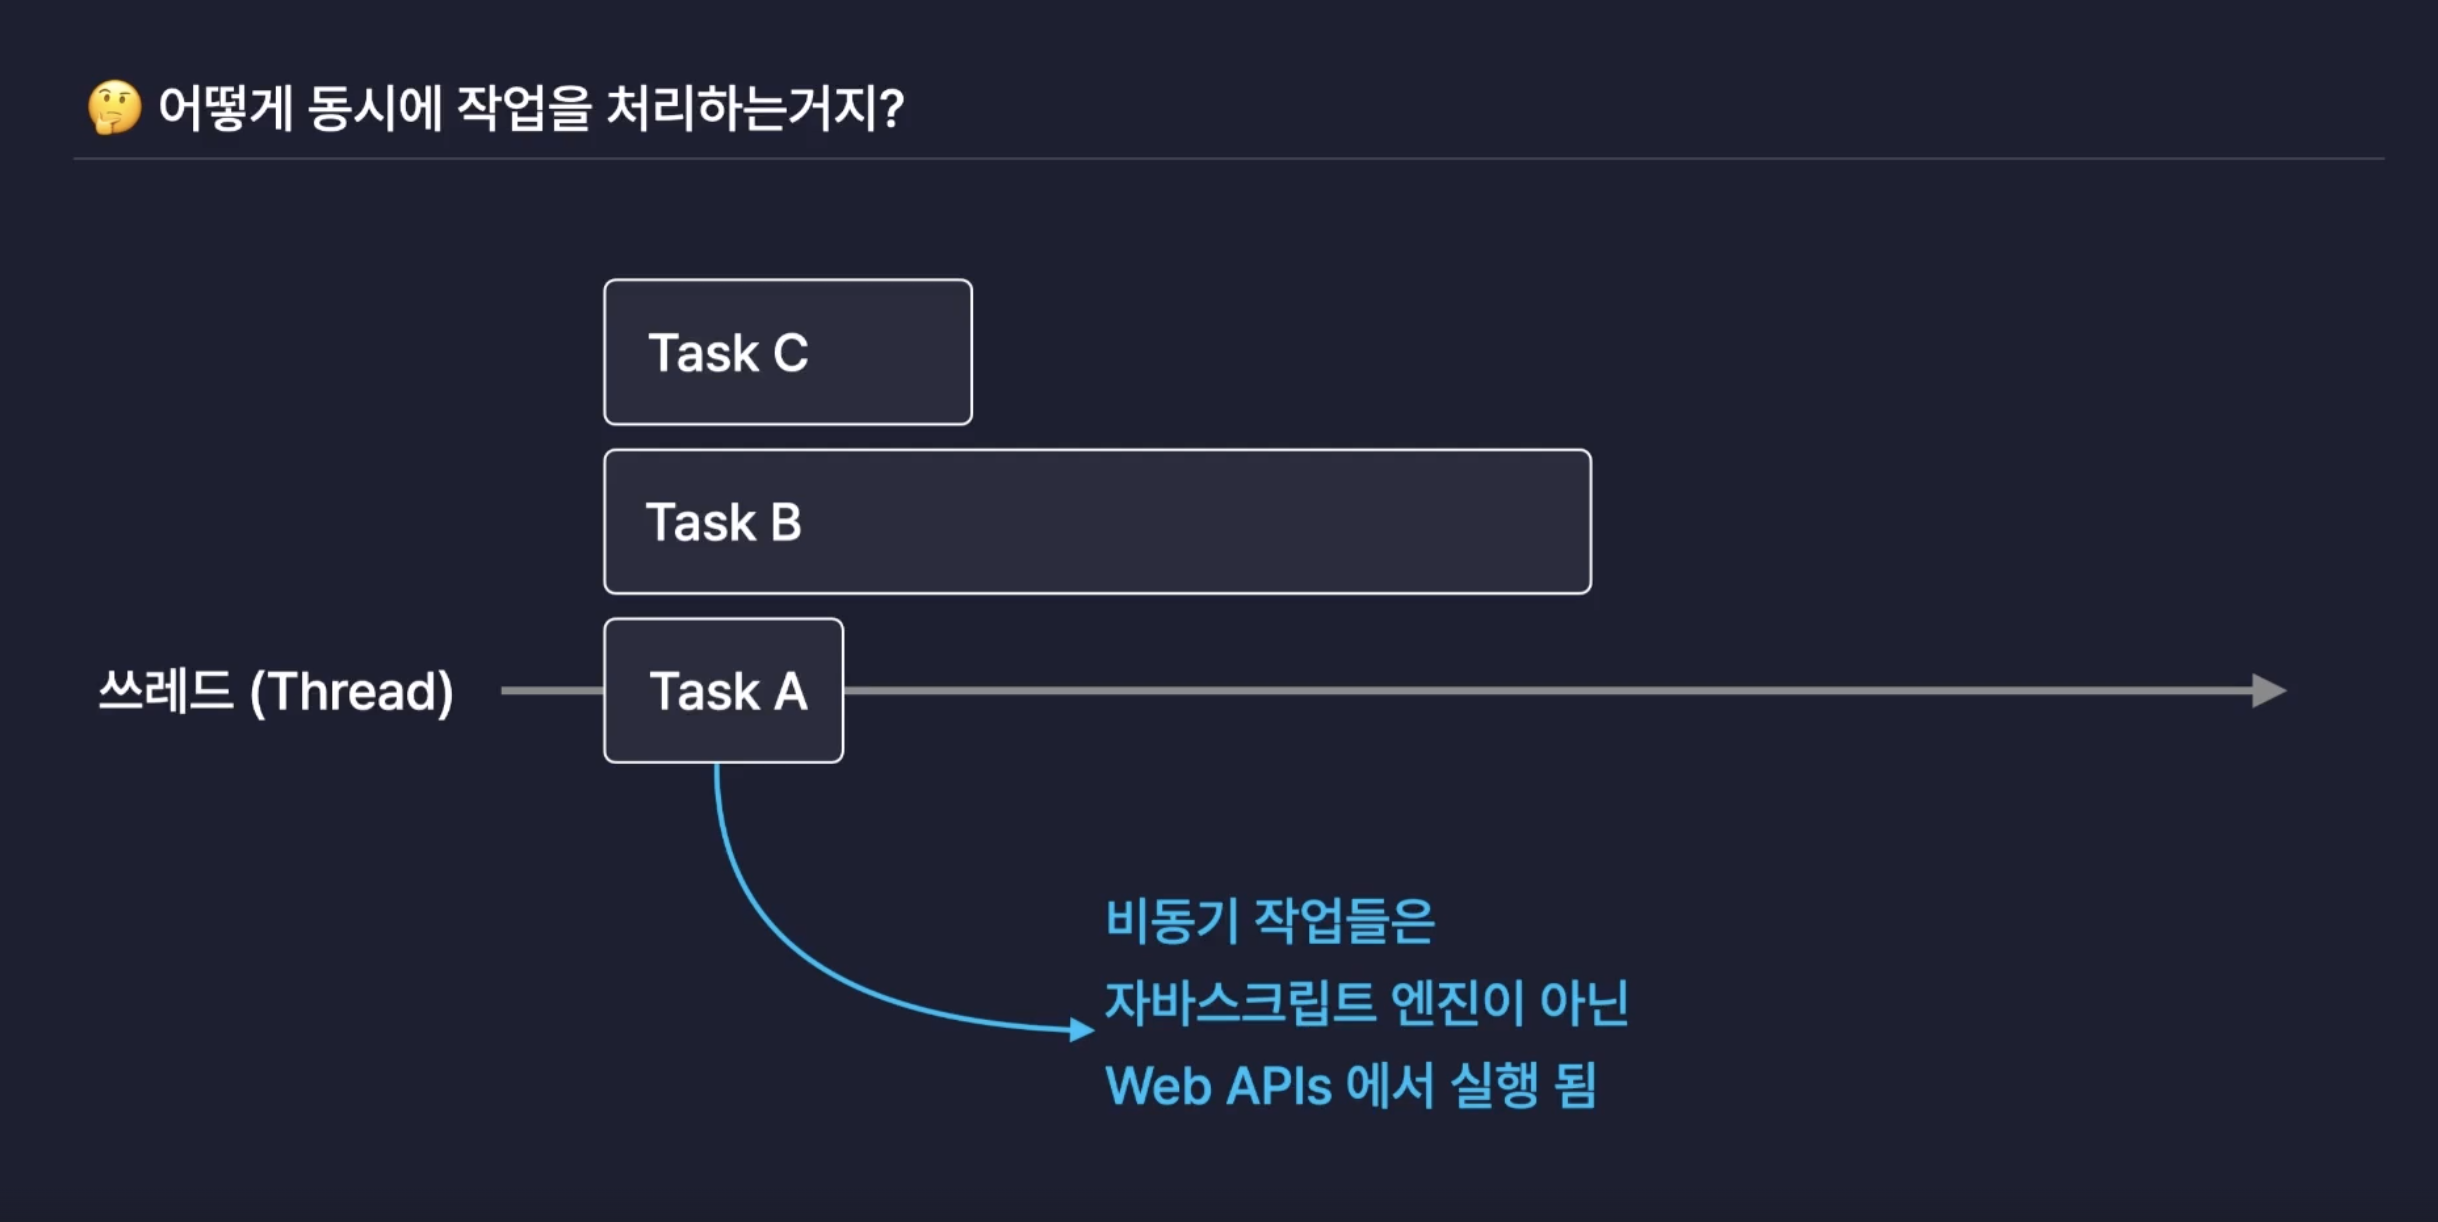 🤔 어떻게 동시에 작업을 처리하는거지?
Task C
Task B
쓰레드 (Thread)
Task A
비동기 작업들은
자바스크립트 엔진이 아닌
Web APIs 에서 실행 됨